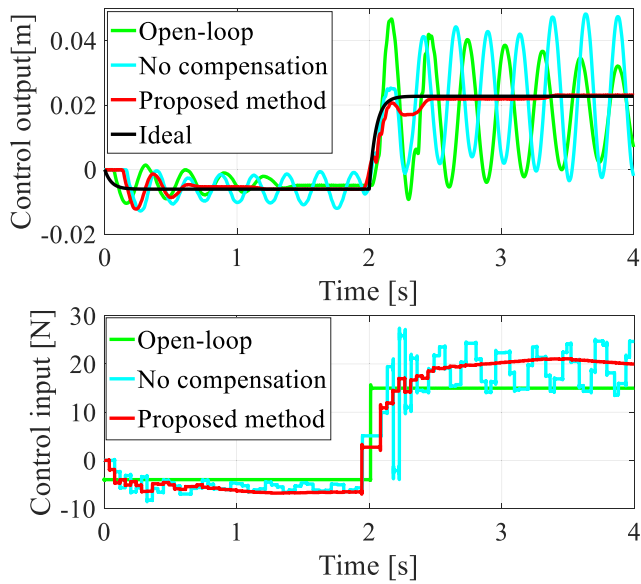 Control output[m]
0.04
0.02
0
-0.02
Open-loop
No compensation
Proposed method
Ideal
0 1 2 3 4
Time [s]
Control input [N]
30
20
10
0
-10
Open-loop
No compensation
Proposed method
0 1 2 3 4
Time [s]